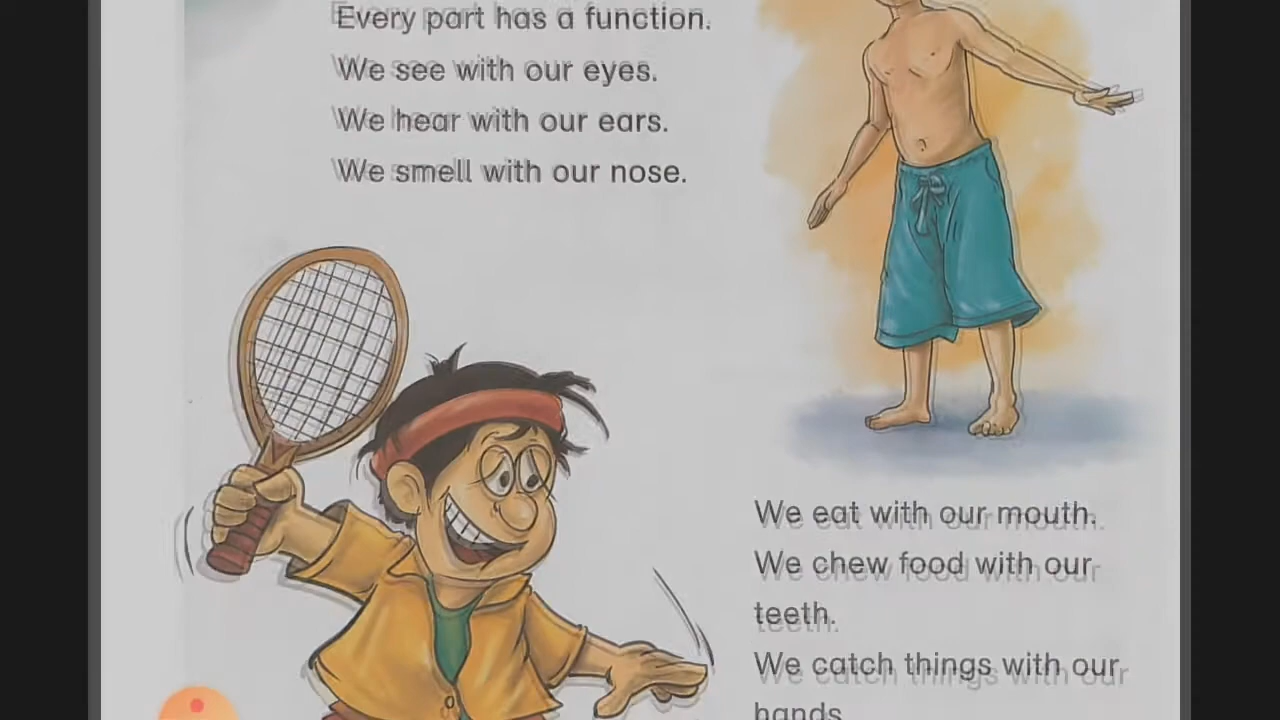 Every part has a function.
We see with our eyes.
We hear with our ears.
We smell with our nose.
We eat with our mouth.
We chew food with our
teeth.
We catch things with our
hands